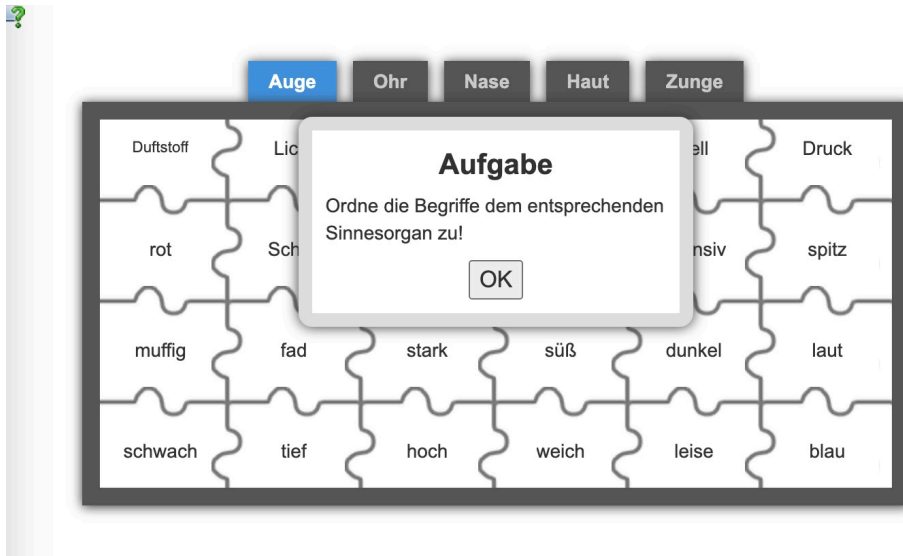 Auge Ohr Nase Haut Zunge
Duftstoff Druck
Aufgabe
Ordne die Begriffe dem entsprechenden
Sinnesorgan zu!
rot spitz
OK
muffig fad stark süß dunkel laut
schwach tief hoch weich leise blau